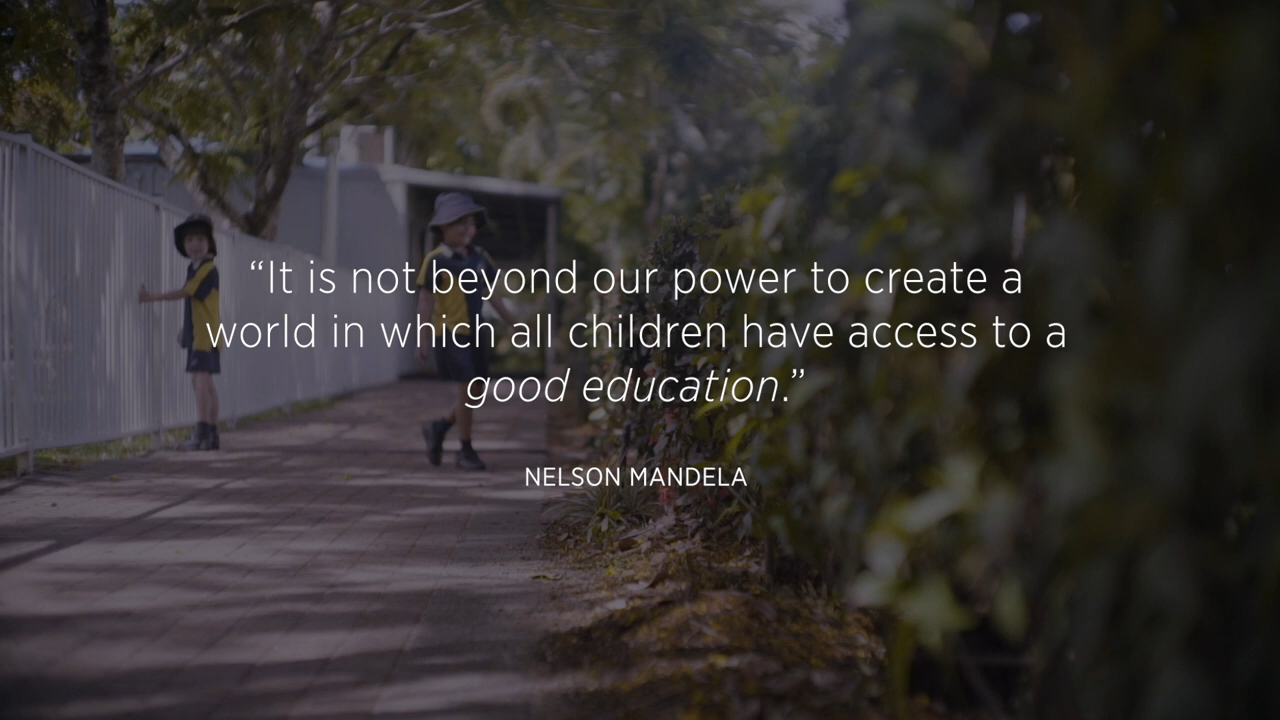 “It is not beyond our power to create a
world in which all children have access to a
good education.”
NELSON MANDELA